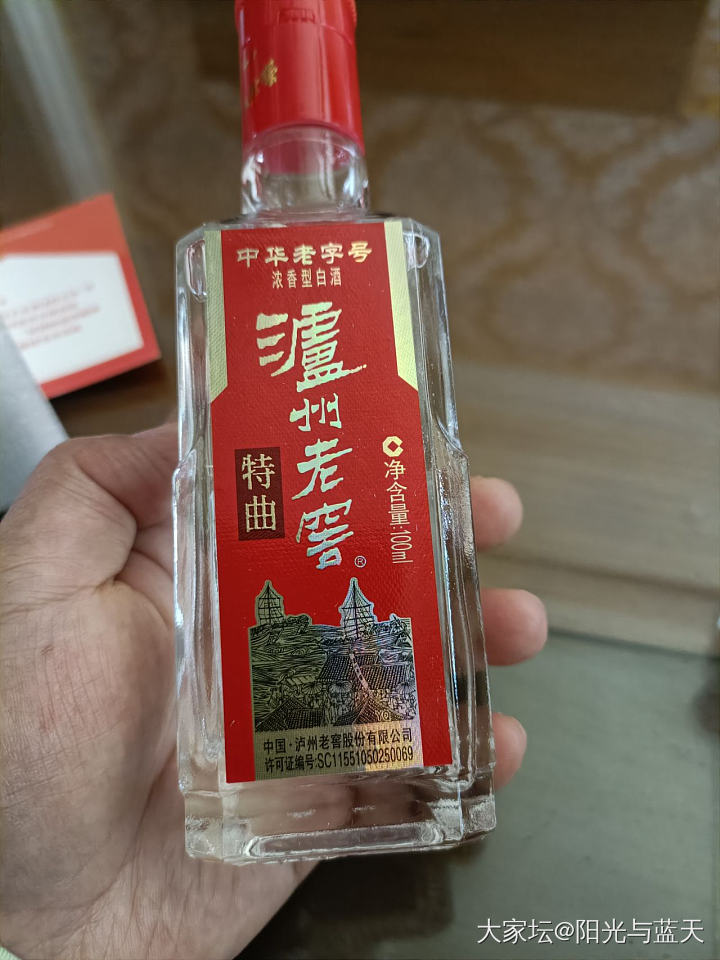 中华老字号
浓香型白酒
瀘州老窖®
特曲
净含量:100ml
中国·泸州老窖股份有限公司
许可证编号:SC11551050250069
大家坛@阳光与蓝天